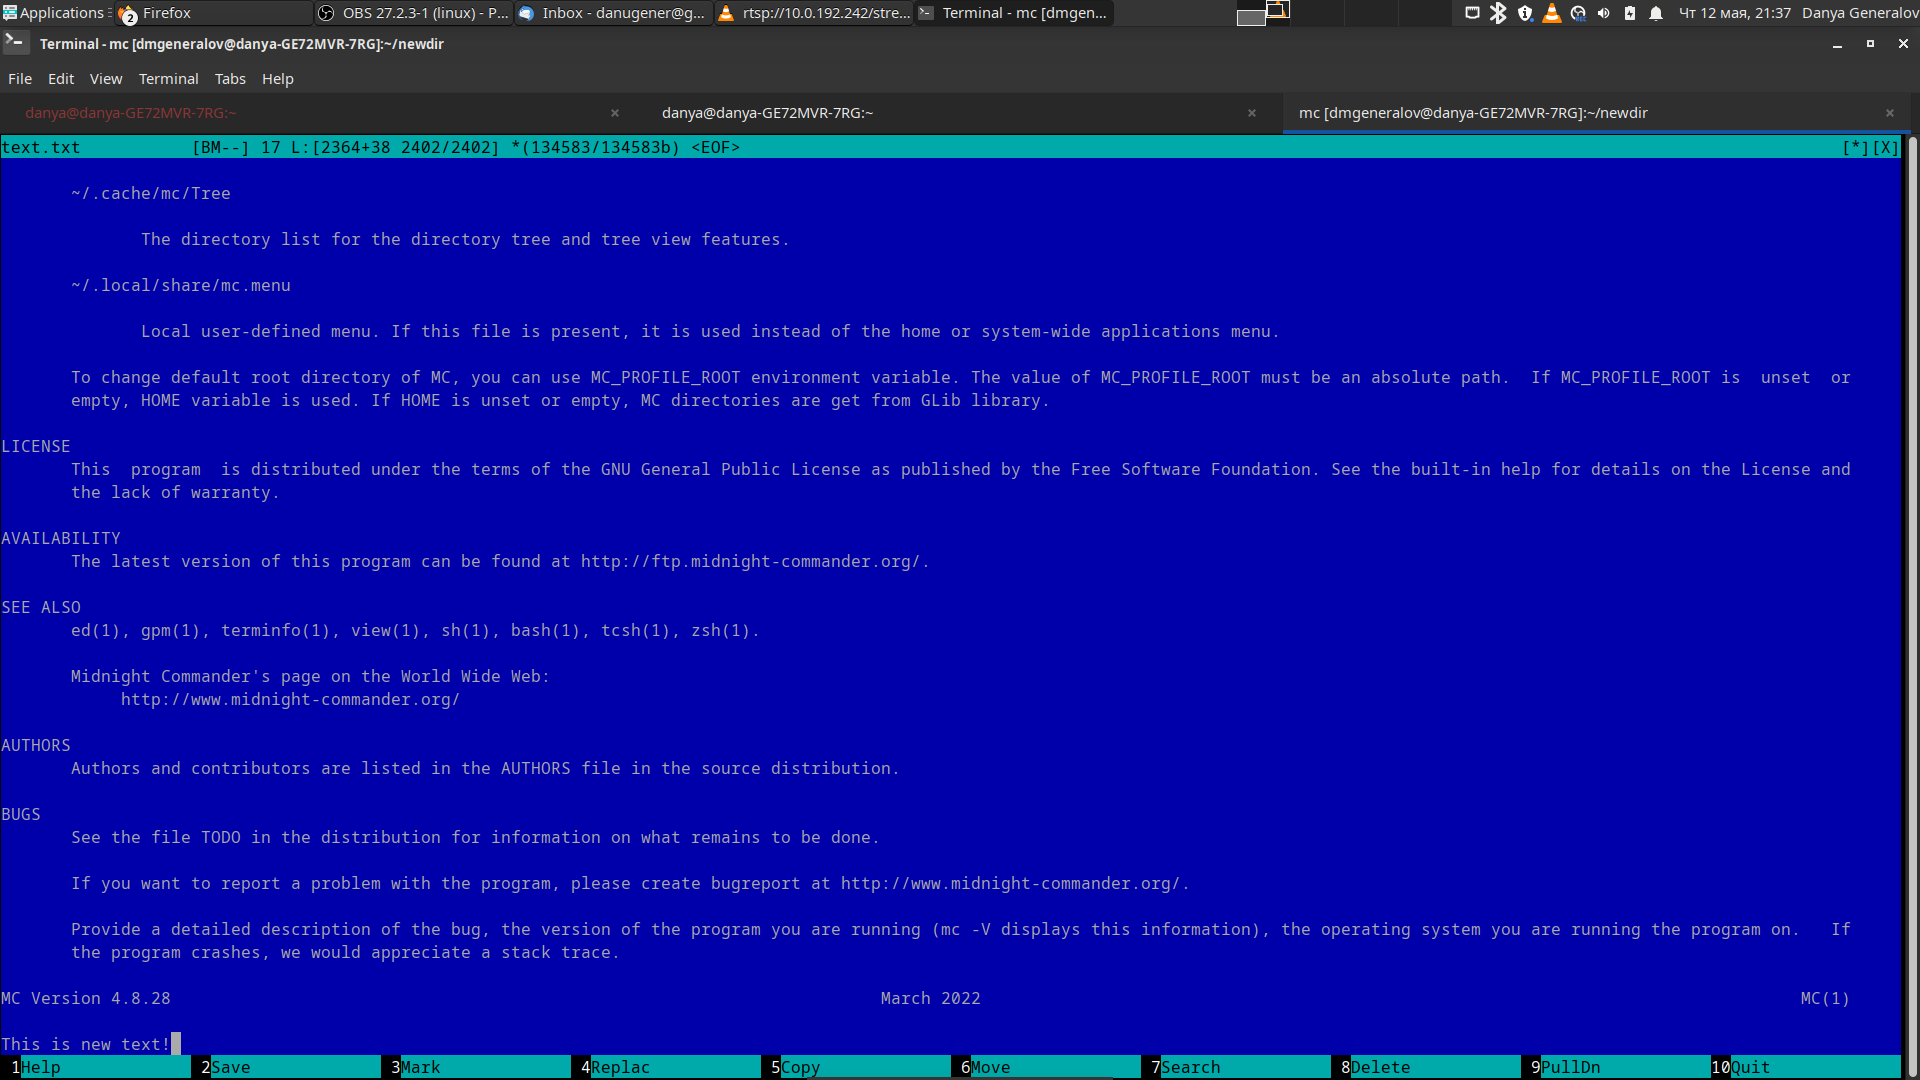 Applications Firefox OBS 27.2.3-1 (linux) - P... Inbox - danugener@g... rtsp://10.0.192.242/stre... Terminal - mc [dmgen... Чт 12 мая, 21:37 Danya Generalov
2
Terminal - mc [dmgeneralov@danya-GE72MVR-7RG]:~/newdir
File Edit View Terminal Tabs Help
danya@danya-GE72MVR-7RG:~ × danya@danya-GE72MVR-7RG:~ × mc [dmgeneralov@danya-GE72MVR-7RG]:~/newdir ×
text.txt [BM--] 17 L:[2364+38 2402/2402] *(134583/134583b) <EOF> [*][X]
~/.cache/mc/Tree
The directory list for the directory tree and tree view features.
~/.local/share/mc.menu
Local user-defined menu. If this file is present, it is used instead of the home or system-wide applications menu.
To change default root directory of MC, you can use MC_PROFILE_ROOT environment variable. The value of MC_PROFILE_ROOT must be an absolute path.  If MC_PROFILE_ROOT is  unset  or
empty, HOME variable is used. If HOME is unset or empty, MC directories are get from GLib library.
LICENSE
This  program  is distributed under the terms of the GNU General Public License as published by the Free Software Foundation. See the built-in help for details on the License and
the lack of warranty.
AVAILABILITY
The latest version of this program can be found at http://ftp.midnight-commander.org/.
SEE ALSO
ed(1), gpm(1), terminfo(1), view(1), sh(1), bash(1), tcsh(1), zsh(1).
Midnight Commander's page on the World Wide Web:
http://www.midnight-commander.org/
AUTHORS
Authors and contributors are listed in the AUTHORS file in the source distribution.
BUGS
See the file TODO in the distribution for information on what remains to be done.
If you want to report a problem with the program, please create bugreport at http://www.midnight-commander.org/.
Provide a detailed description of the bug, the version of the program you are running (mc -V displays this information), the operating system you are running the program on.   If
the program crashes, we would appreciate a stack trace.
MC Version 4.8.28 March 2022 MC(1)
This is new text!
1Help 2Save 3Mark 4Replac 5Copy 6Move 7Search 8Delete 9PullDn 10Quit